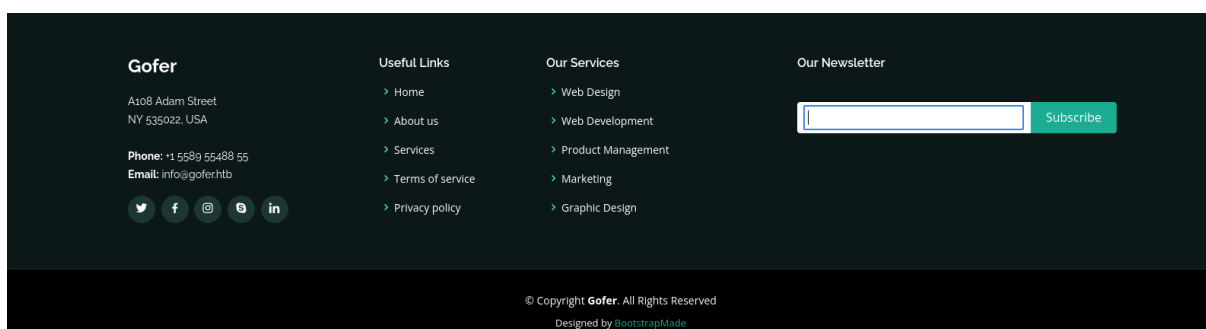 Gofer
A108 Adam Street
NY 535022, USA
Phone: +1 5589 55488 55
Email: info@gofer.htb
Useful Links
Home
About us
Services
Terms of service
Privacy policy
Our Services
Web Design
Web Development
Product Management
Marketing
Graphic Design
Our Newsletter
Subscribe
© Copyright Gofer. All Rights Reserved
Designed by BootstrapMade